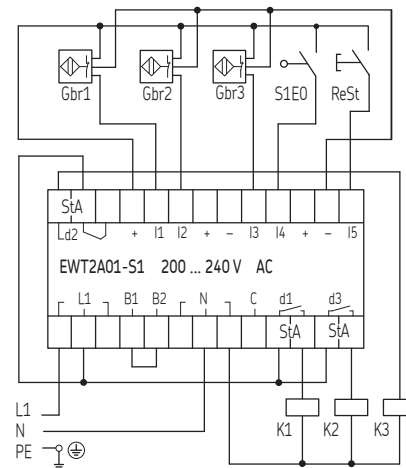 Gbr1 Gbr2 Gbr3 S1E0 ReSt
StA
d2 + I1 I2 + – I3 I4 + – I5
EWT2A01-S1 200 ... 240 V AC
L1 B1 B2 N C d1 d3
StA StA
L1
N
PE
K1 K2 K3